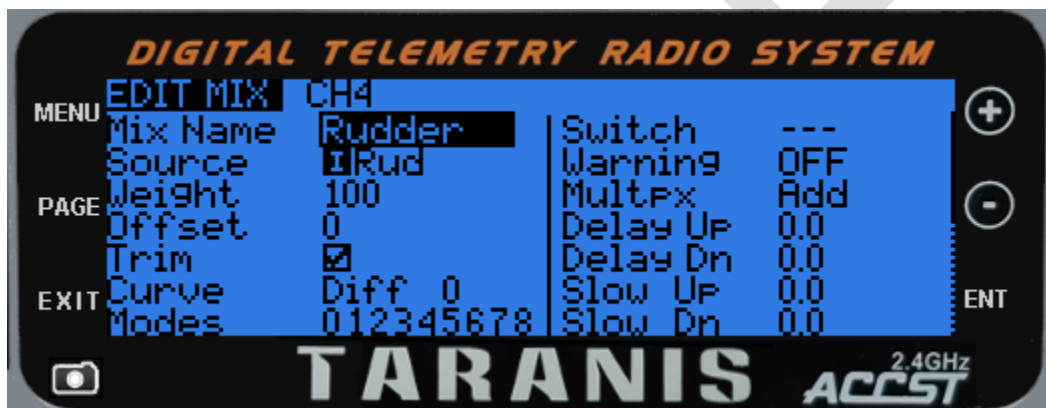 DIGITAL TELEMETRY RADIO SYSTEM
MENU
PAGE
EXIT
EDIT MIX CH4
Mix Name Rudder
Source IRud
Weight 100
Offset 0
Trim
Curve Diff 0
Modes 012345678
Switch ---
Warning OFF
Multpx Add
Delay Up 0.0
Delay Dn 0.0
Slow Up 0.0
Slow Dn 0.0
+
-
ENT
TARANIS
2.4GHz
ACCST